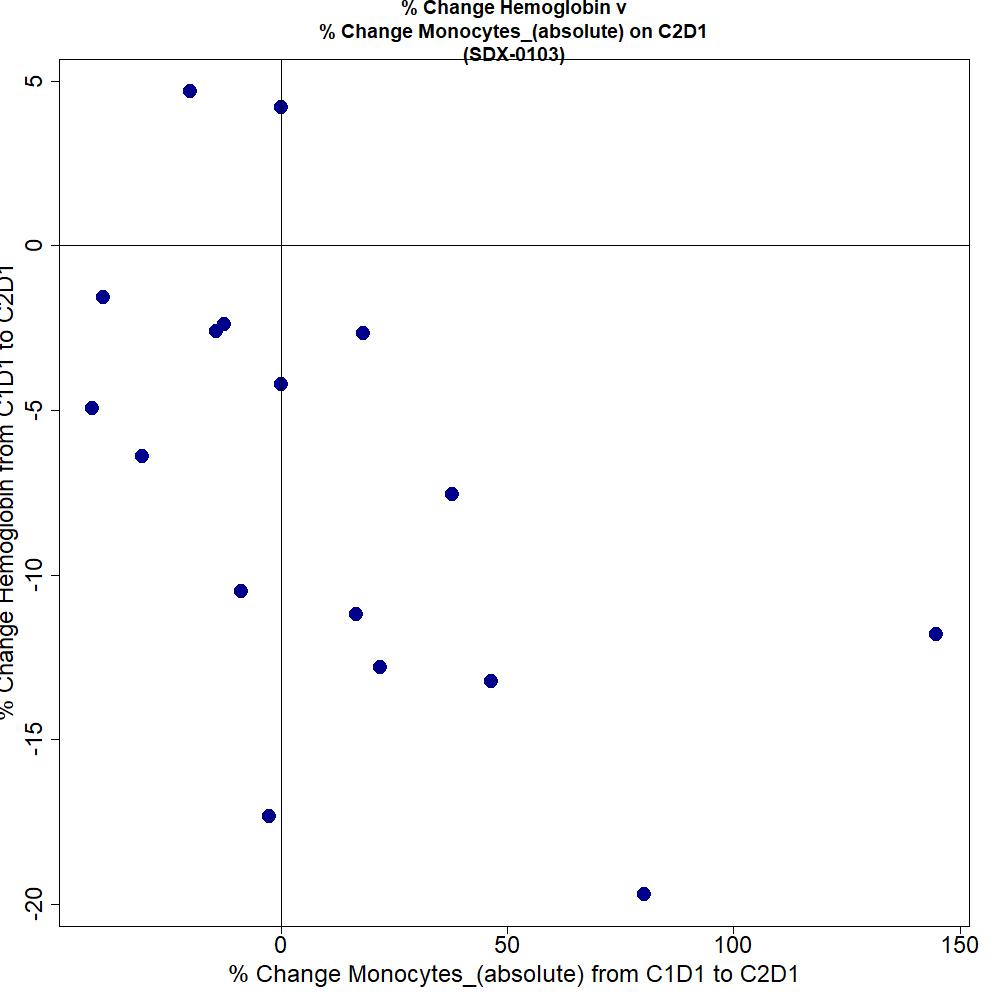 % Change Hemoglobin v
% Change Monocytes_(absolute) on C2D1
(SDX-0103)
% Change Hemoglobin from C1D1 to C2D1
5
0
-5
-10
-15
-20
0
50
100
150
% Change Monocytes_(absolute) from C1D1 to C2D1